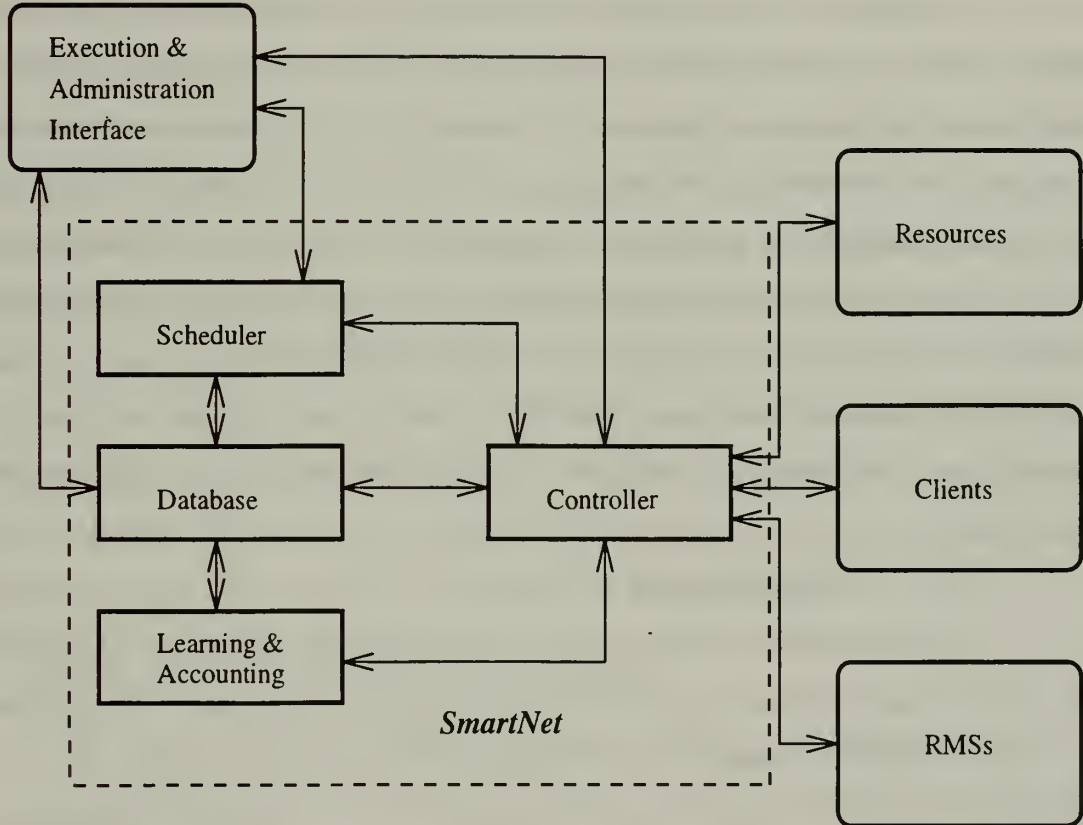 Execution &
Administration
Interface
Resources
Scheduler
Database
Controller
Clients
Learning &
Accounting
SmartNet
RMSs